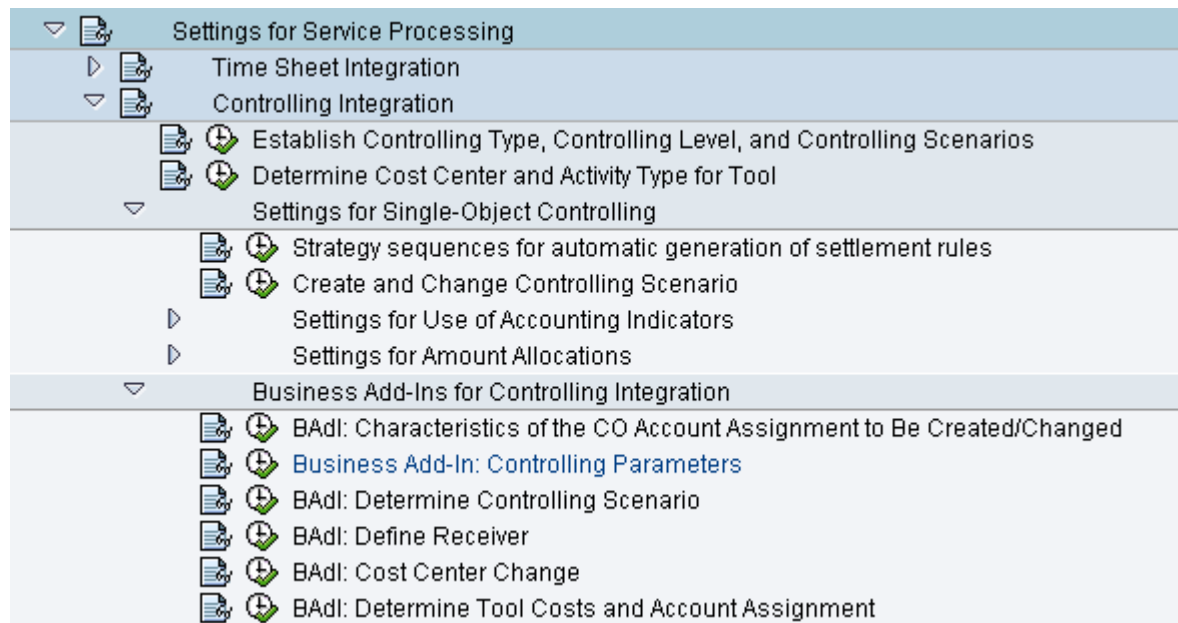 Settings for Service Processing
Time Sheet Integration
Controlling Integration
Establish Controlling Type, Controlling Level, and Controlling Scenarios
Determine Cost Center and Activity Type for Tool
Settings for Single-Object Controlling
Strategy sequences for automatic generation of settlement rules
Create and Change Controlling Scenario
Settings for Use of Accounting Indicators
Settings for Amount Allocations
Business Add-Ins for Controlling Integration
BAdI: Characteristics of the CO Account Assignment to Be Created/Changed
Business Add-In: Controlling Parameters
BAdI: Determine Controlling Scenario
BAdI: Define Receiver
BAdI: Cost Center Change
BAdI: Determine Tool Costs and Account Assignment